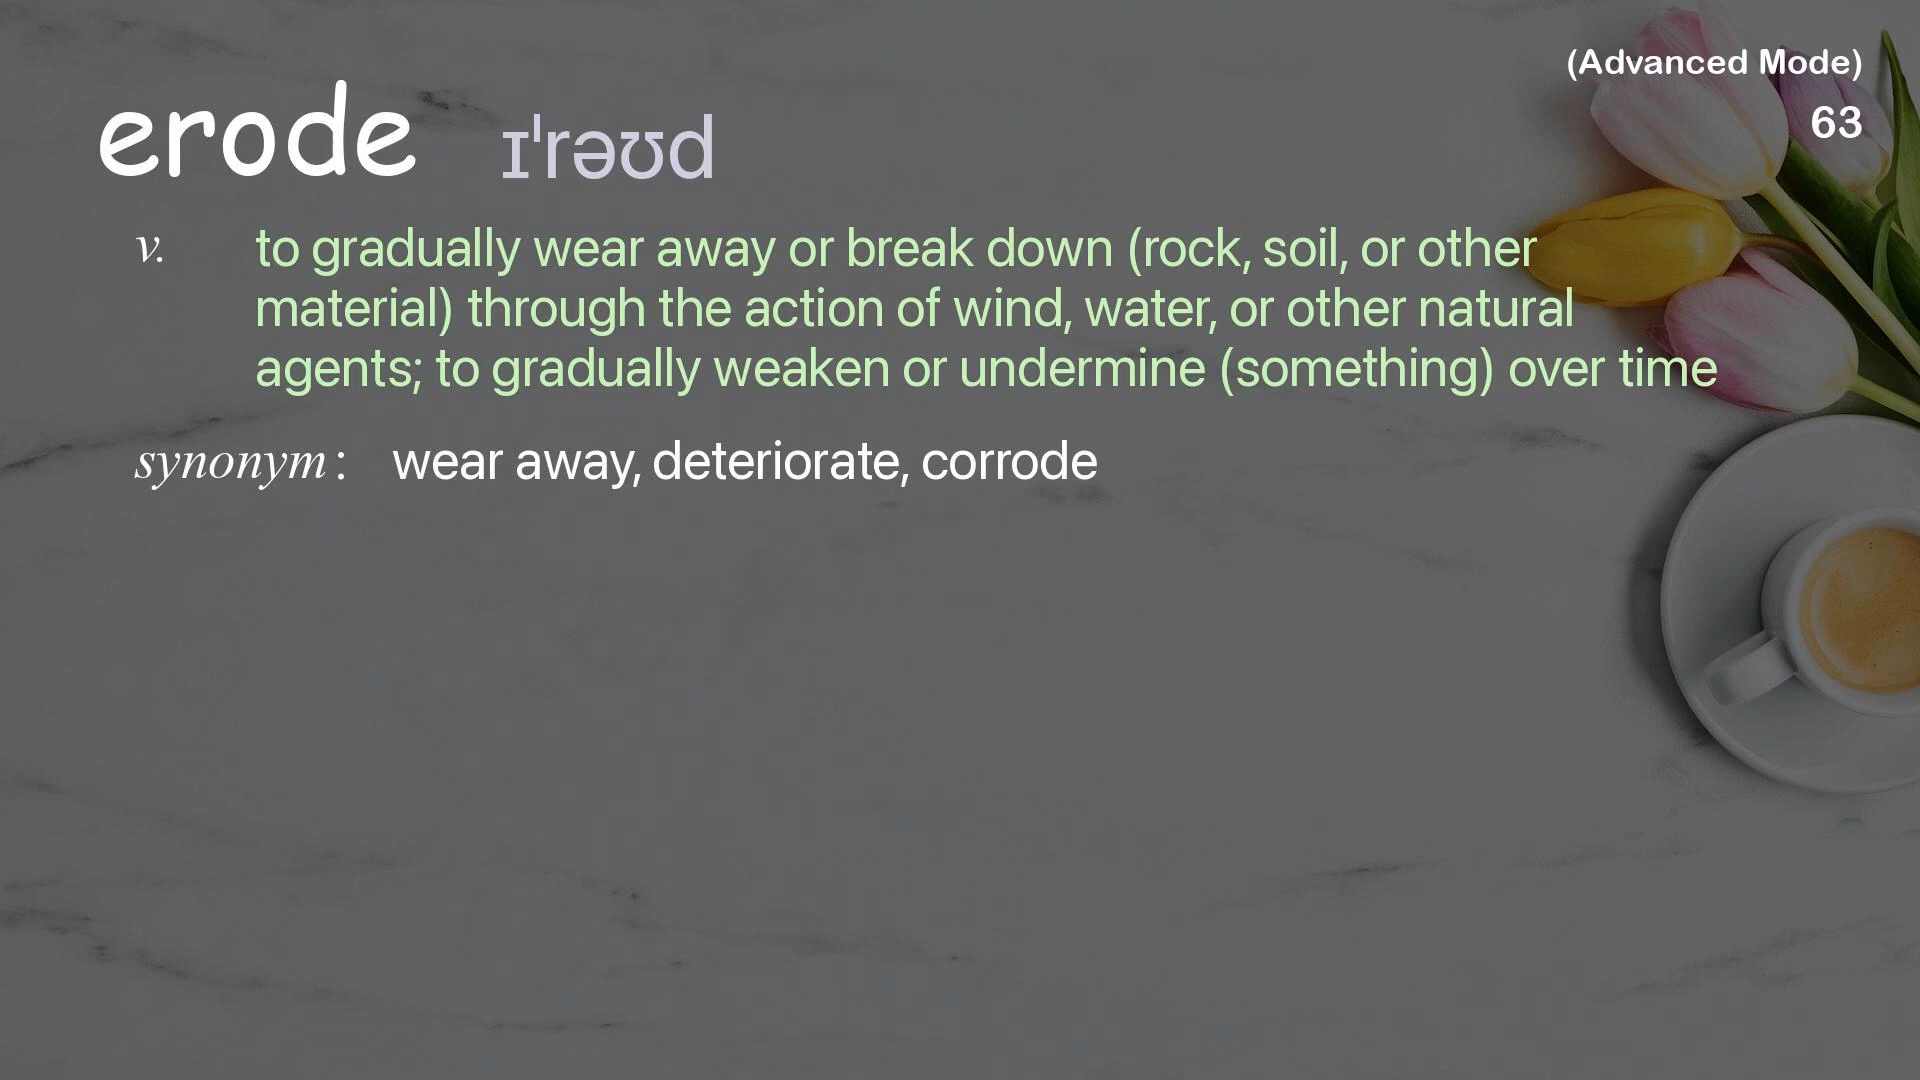 (Advanced Mode)
63
erode ɪˈrəʊd
v. to gradually wear away or break down (rock, soil, or other
material) through the action of wind, water, or other natural
agents; to gradually weaken or undermine (something) over time
synonym : wear away, deteriorate, corrode